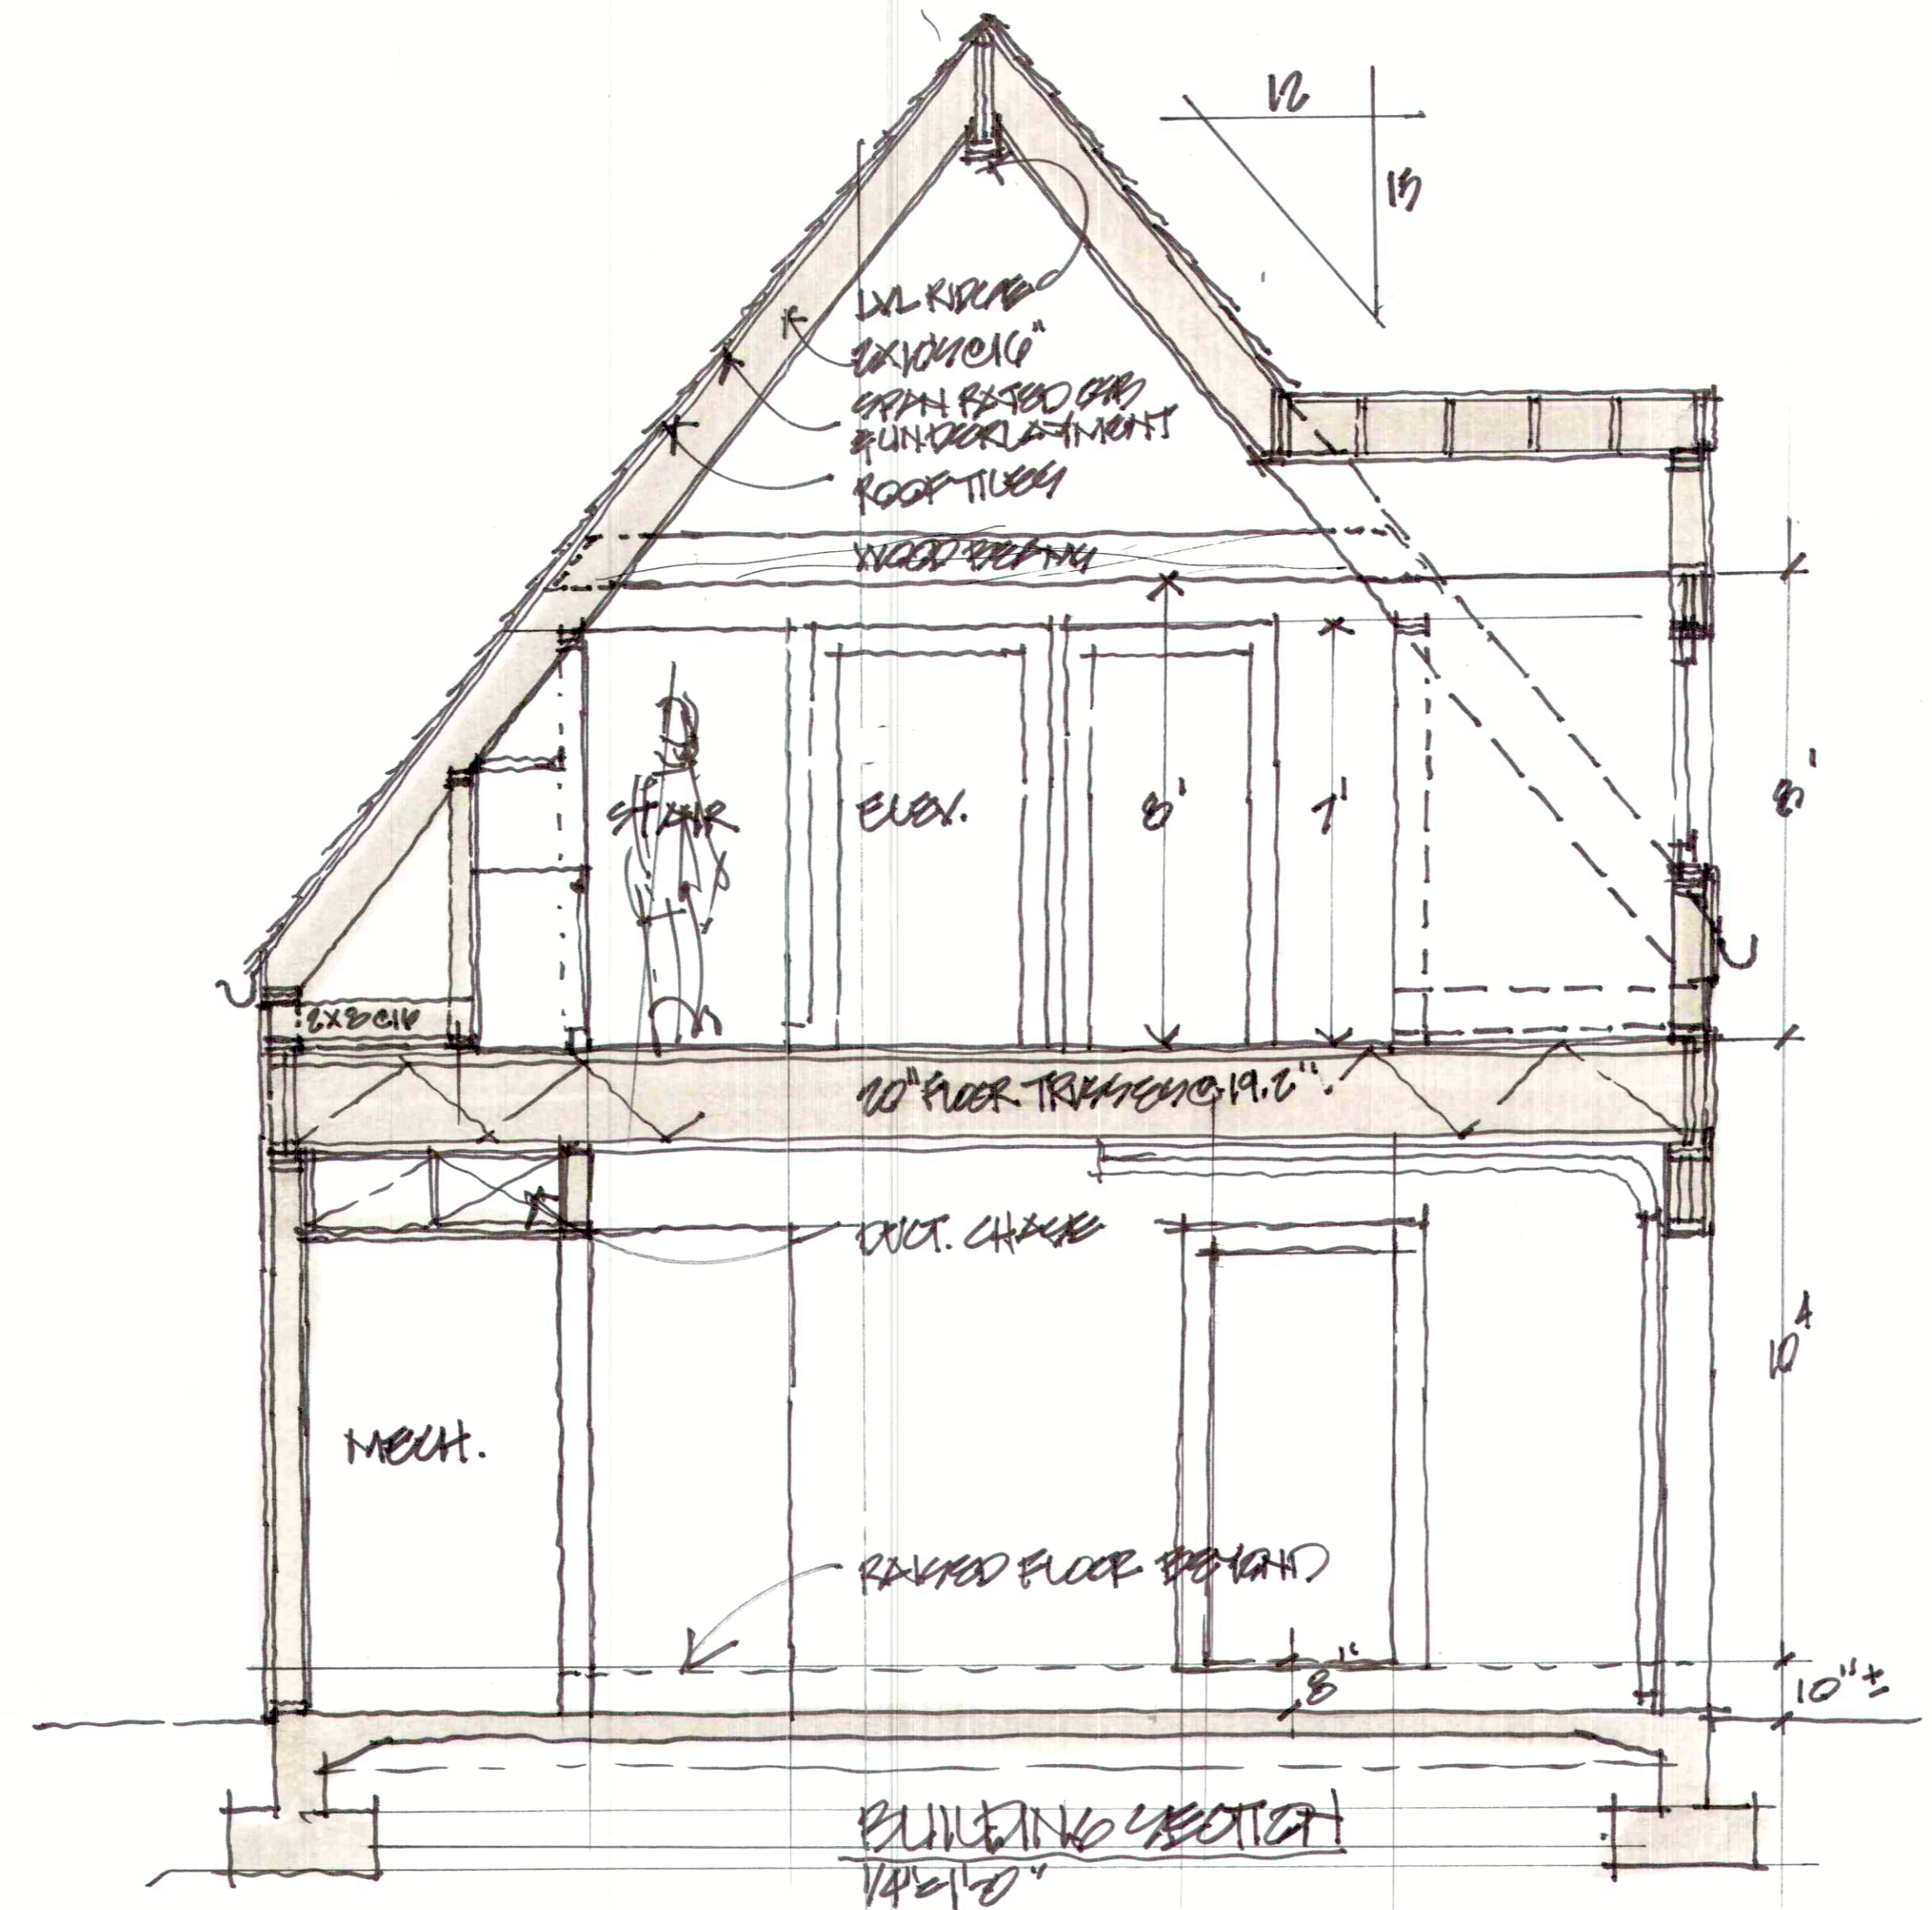 12
15
LVL RIDGE
2X10'S@16"
SPAN RATED OSB
& UNDERLAYMENT
ROOF TILES
WOOD BEAMS
8'
STAIR
ELEV.
8'
7'
2X8@16
20" FLOOR TRUSSES@19.2"
DUCT. CHASE
10⁴
MECH.
RAISED FLOOR BEYOND
8"
10"±
BUILDING SECTION
1/4"=1'-0"